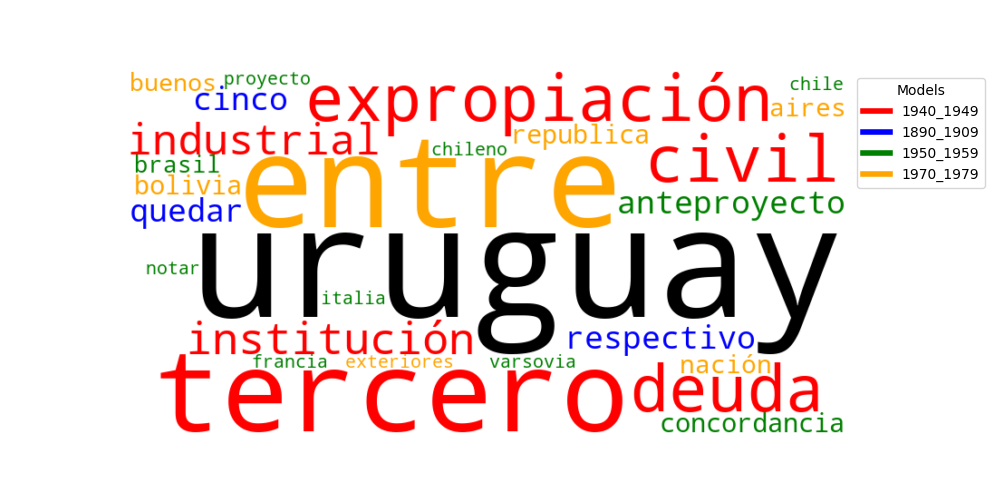 buenos proyecto expropiación chile
cinco aires
industrial republica civil
brasil chileno
bolivia entre
quedar anteproyecto
uruguay
notar
italia
institución respectivo
francia exteriores varsovia nación
tercero deuda
concordancia
Models
1940_1949
1890_1909
1950_1959
1970_1979